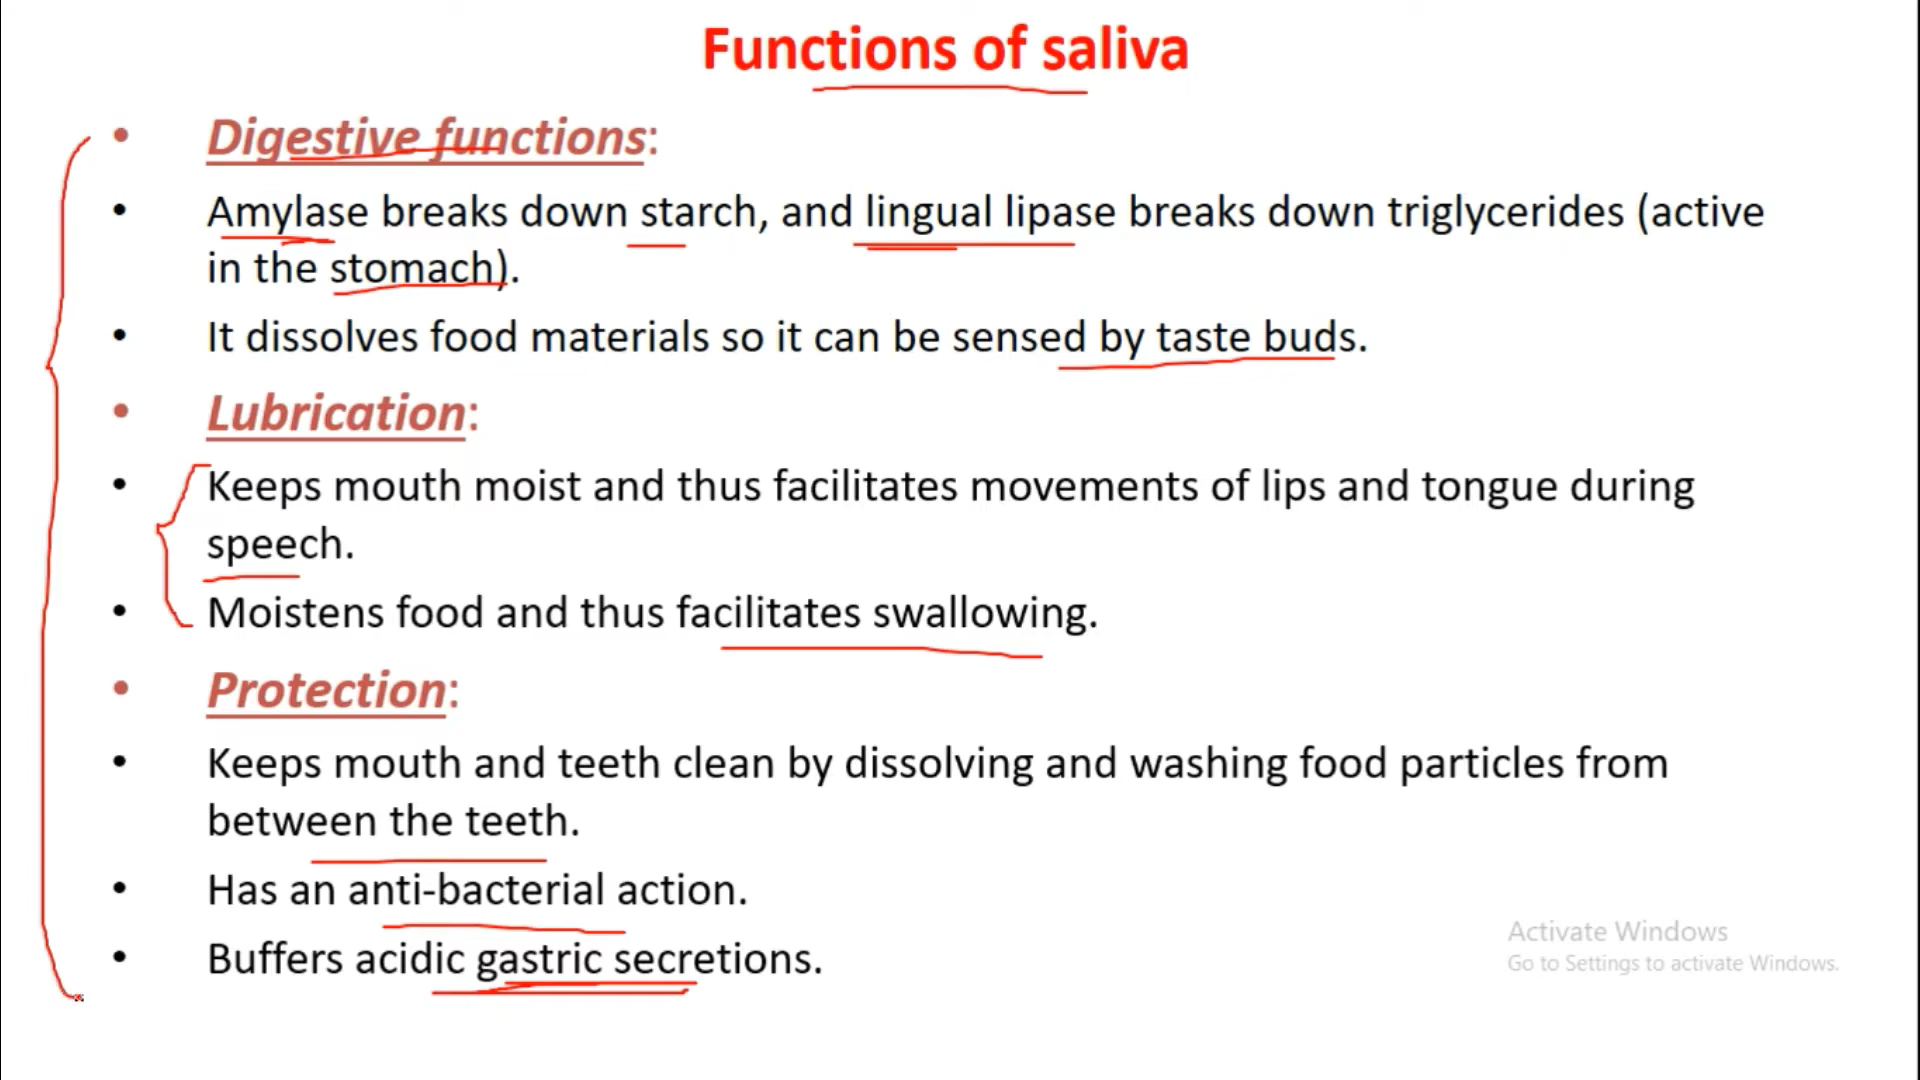 Functions of saliva
• Digestive functions:
• Amylase breaks down starch, and lingual lipase breaks down triglycerides (active
in the stomach).
• It dissolves food materials so it can be sensed by taste buds.
• Lubrication:
• Keeps mouth moist and thus facilitates movements of lips and tongue during
speech.
• Moistens food and thus facilitates swallowing.
• Protection:
• Keeps mouth and teeth clean by dissolving and washing food particles from
between the teeth.
• Has an anti-bacterial action.
• Buffers acidic gastric secretions.
Activate Windows
Go to Settings to activate Windows.